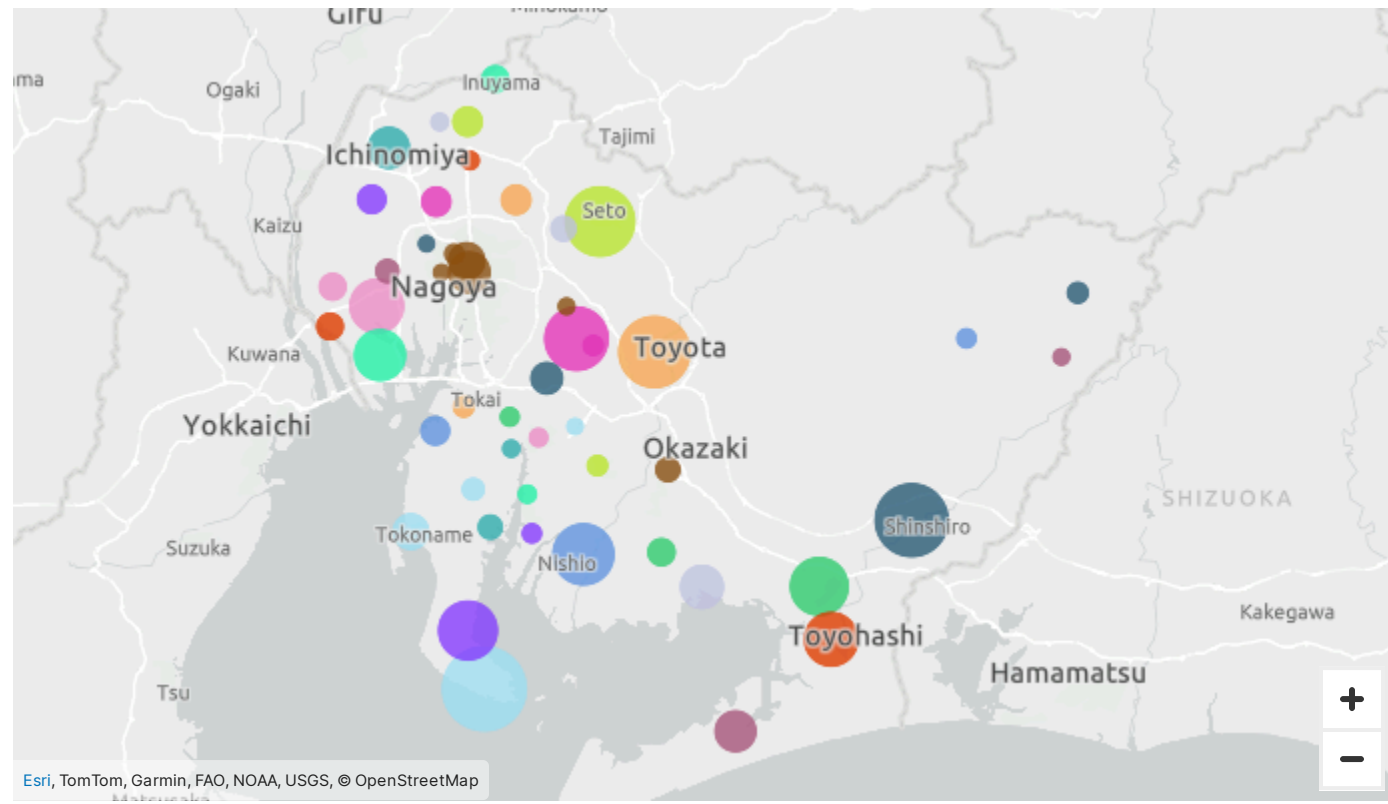 Gifu
Inuyama
Ogaki
Tajimi
Ichinomiya
Seto
Kaizu
Nagoya
Toyota
Kuwana
Tokai
Yokkaichi
Okazaki
SHIZUOKA
Shinshiro
Tokoname
Suzuka
Nishio
Kakegawa
Toyohashi
Hamamatsu
Tsu
Esri, TomTom, Garmin, FAO, NOAA, USGS, © OpenStreetMap